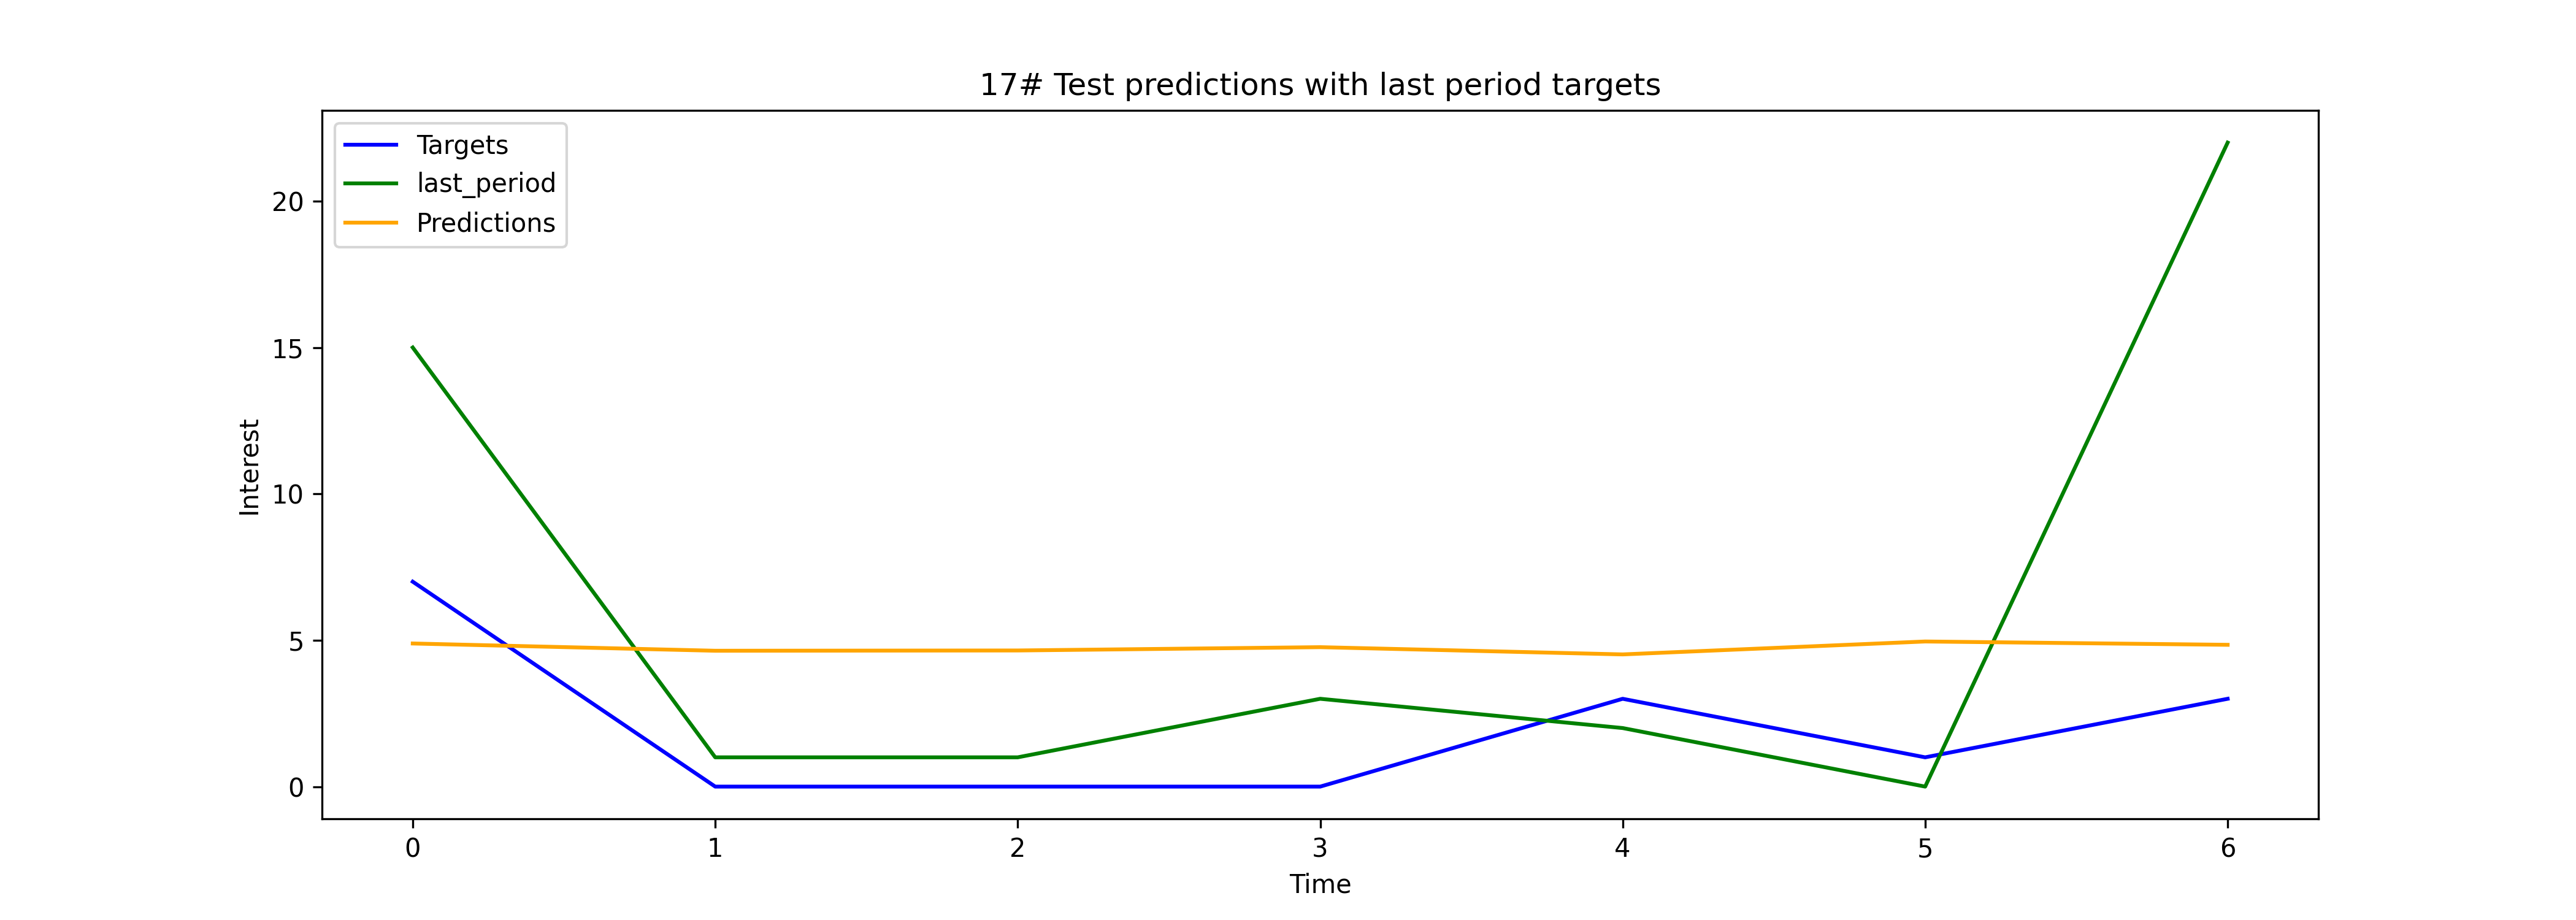 17# Test predictions with last period targets
Targets
last_period
Predictions
Interest
20
15
10
5
0
0 1 2 3 4 5 6
Time